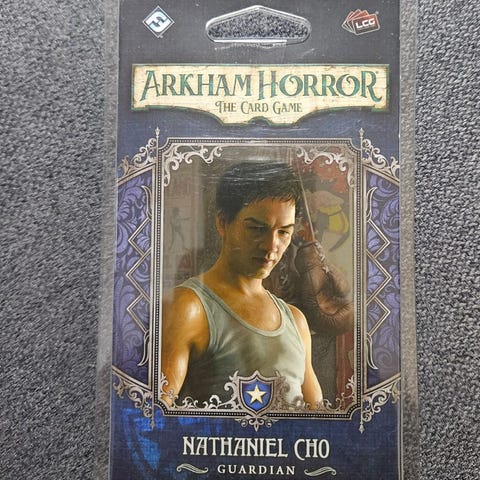 LCG
ARKHAM HORROR
THE CARD GAME
NATHANIEL CHO
GUARDIAN